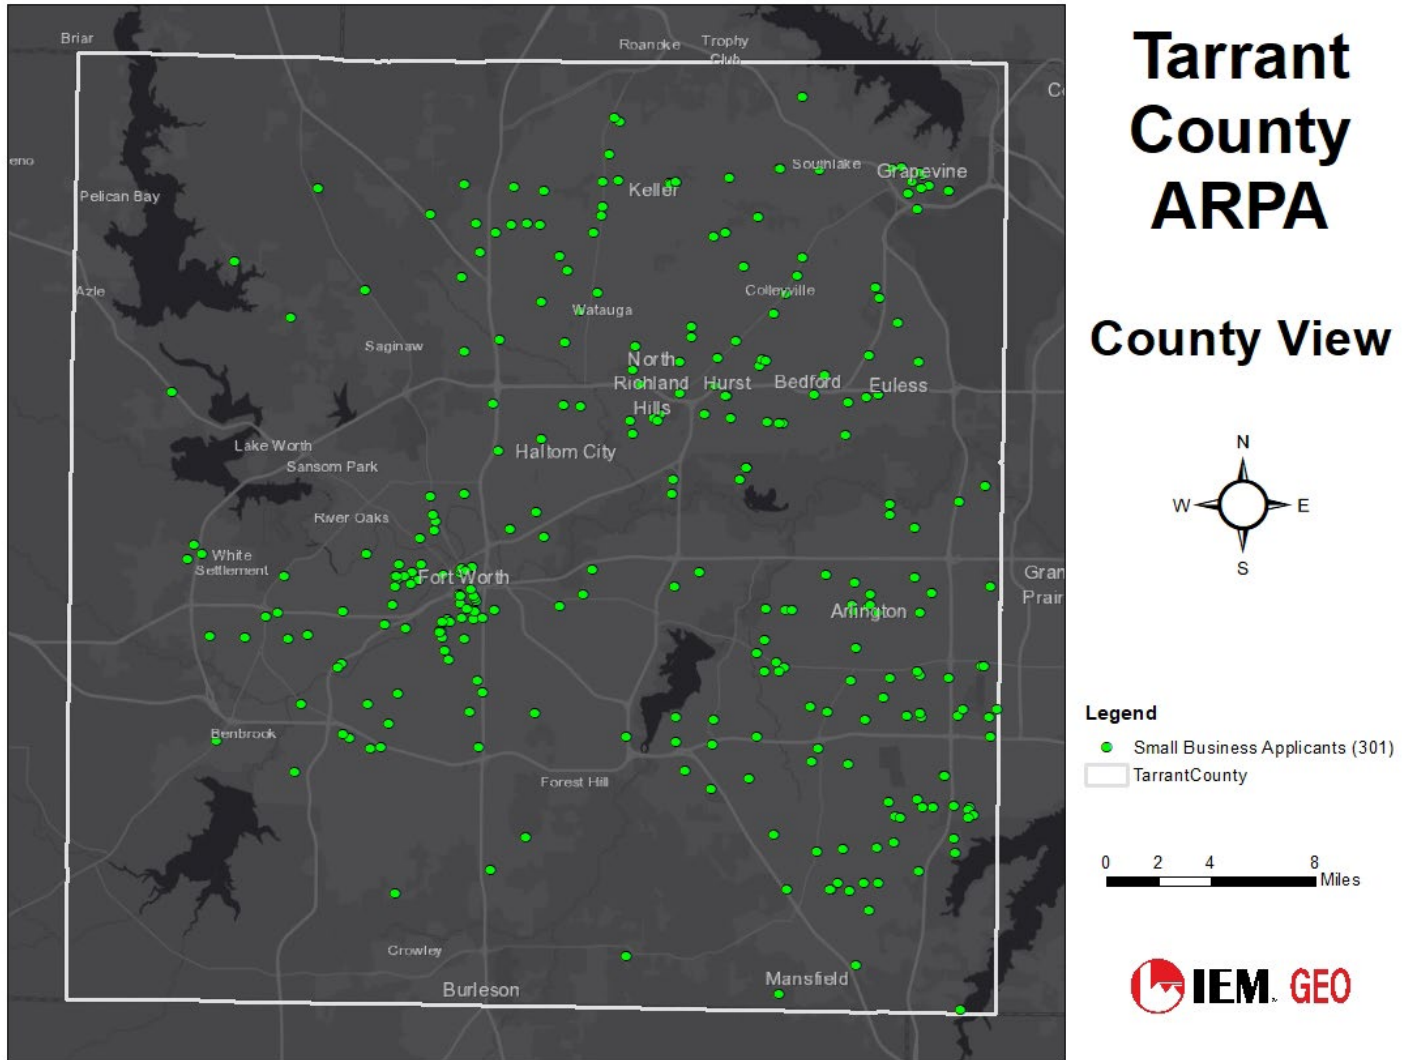 Briar
Roanoke
Trophy
Club
Tarrant
County
ARPA
County View
eno
Pelican Bay
Keller
Southlake
Grapevine
Azle
Colleyville
Watauga
Saginaw
North
Richland
Hills
Hurst
Bedford
Euless
Haltom City
Lake Worth
Sansom Park
River Oaks
White
Settlement
Fort Worth
Arlington
Gran
Prair
Benbrook
Forest Hill
Crowley
Burleson
Mansfield
N
W
E
S
Legend
Small Business Applicants (301)
TarrantCounty
0 2 4 8
Miles
IEM GEO